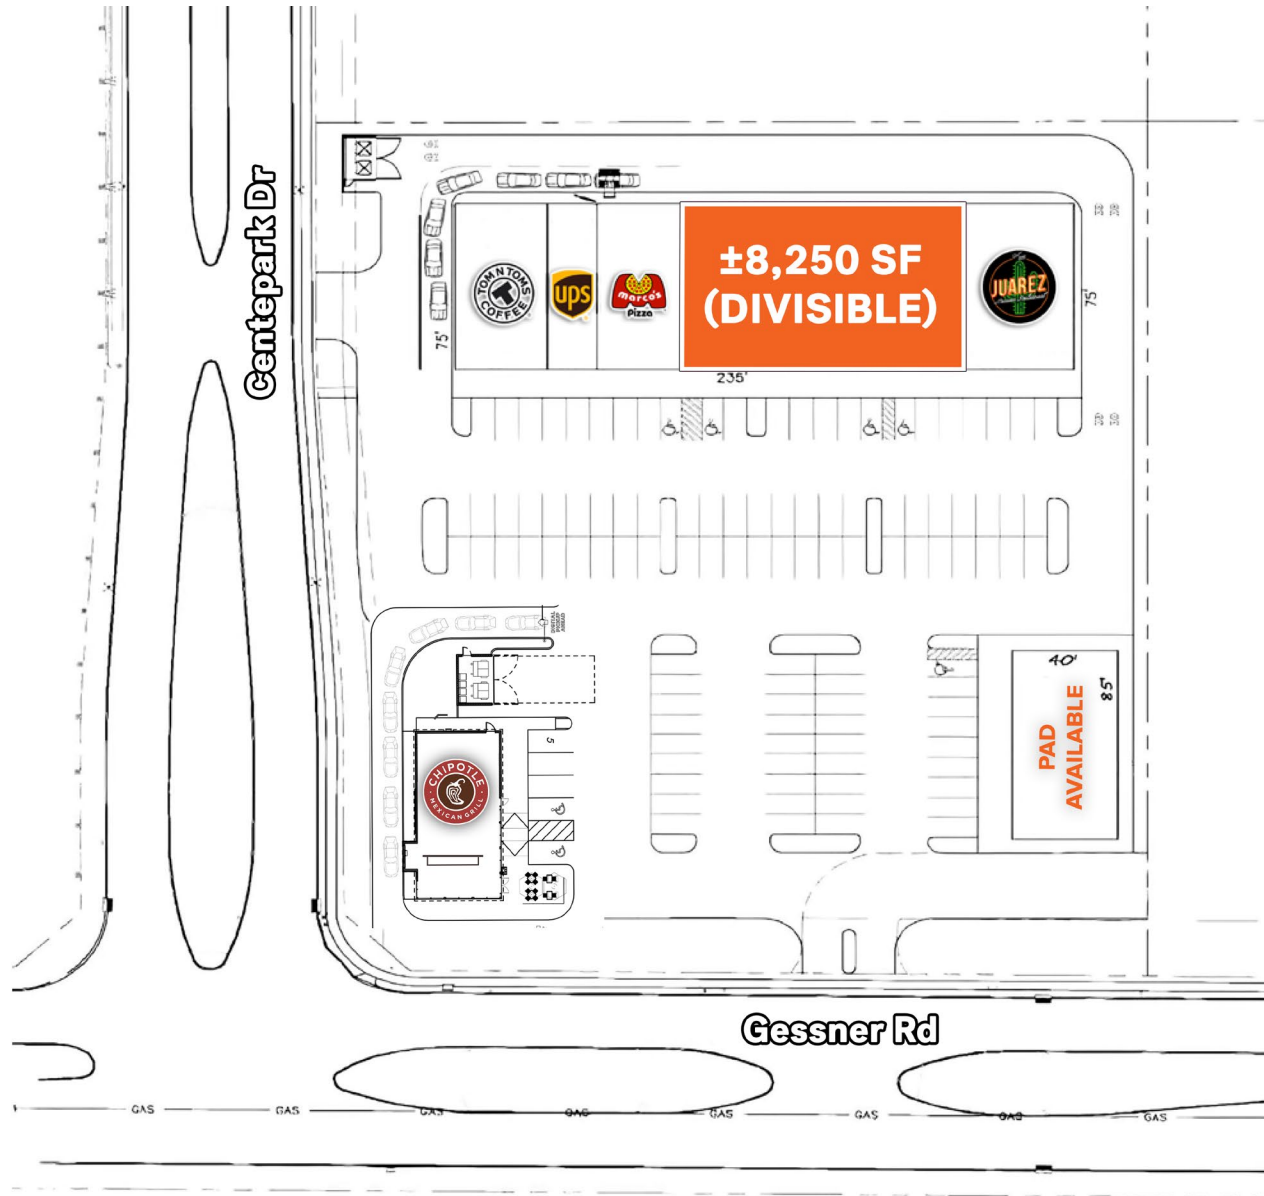 Centepark Dr
TOM N TOMS
COFFEE
T
ups
marco's
Pizza
±8,250 SF
(DIVISIBLE)
JUAREZ
75'
75'
235'
40'
85'
PAD
AVAILABLE
5
CHIPOTLE
MEXICAN GRILL
Gessner Rd
GAS
GAS
GAS
GAS
GAS
GAS
GAS
GAS